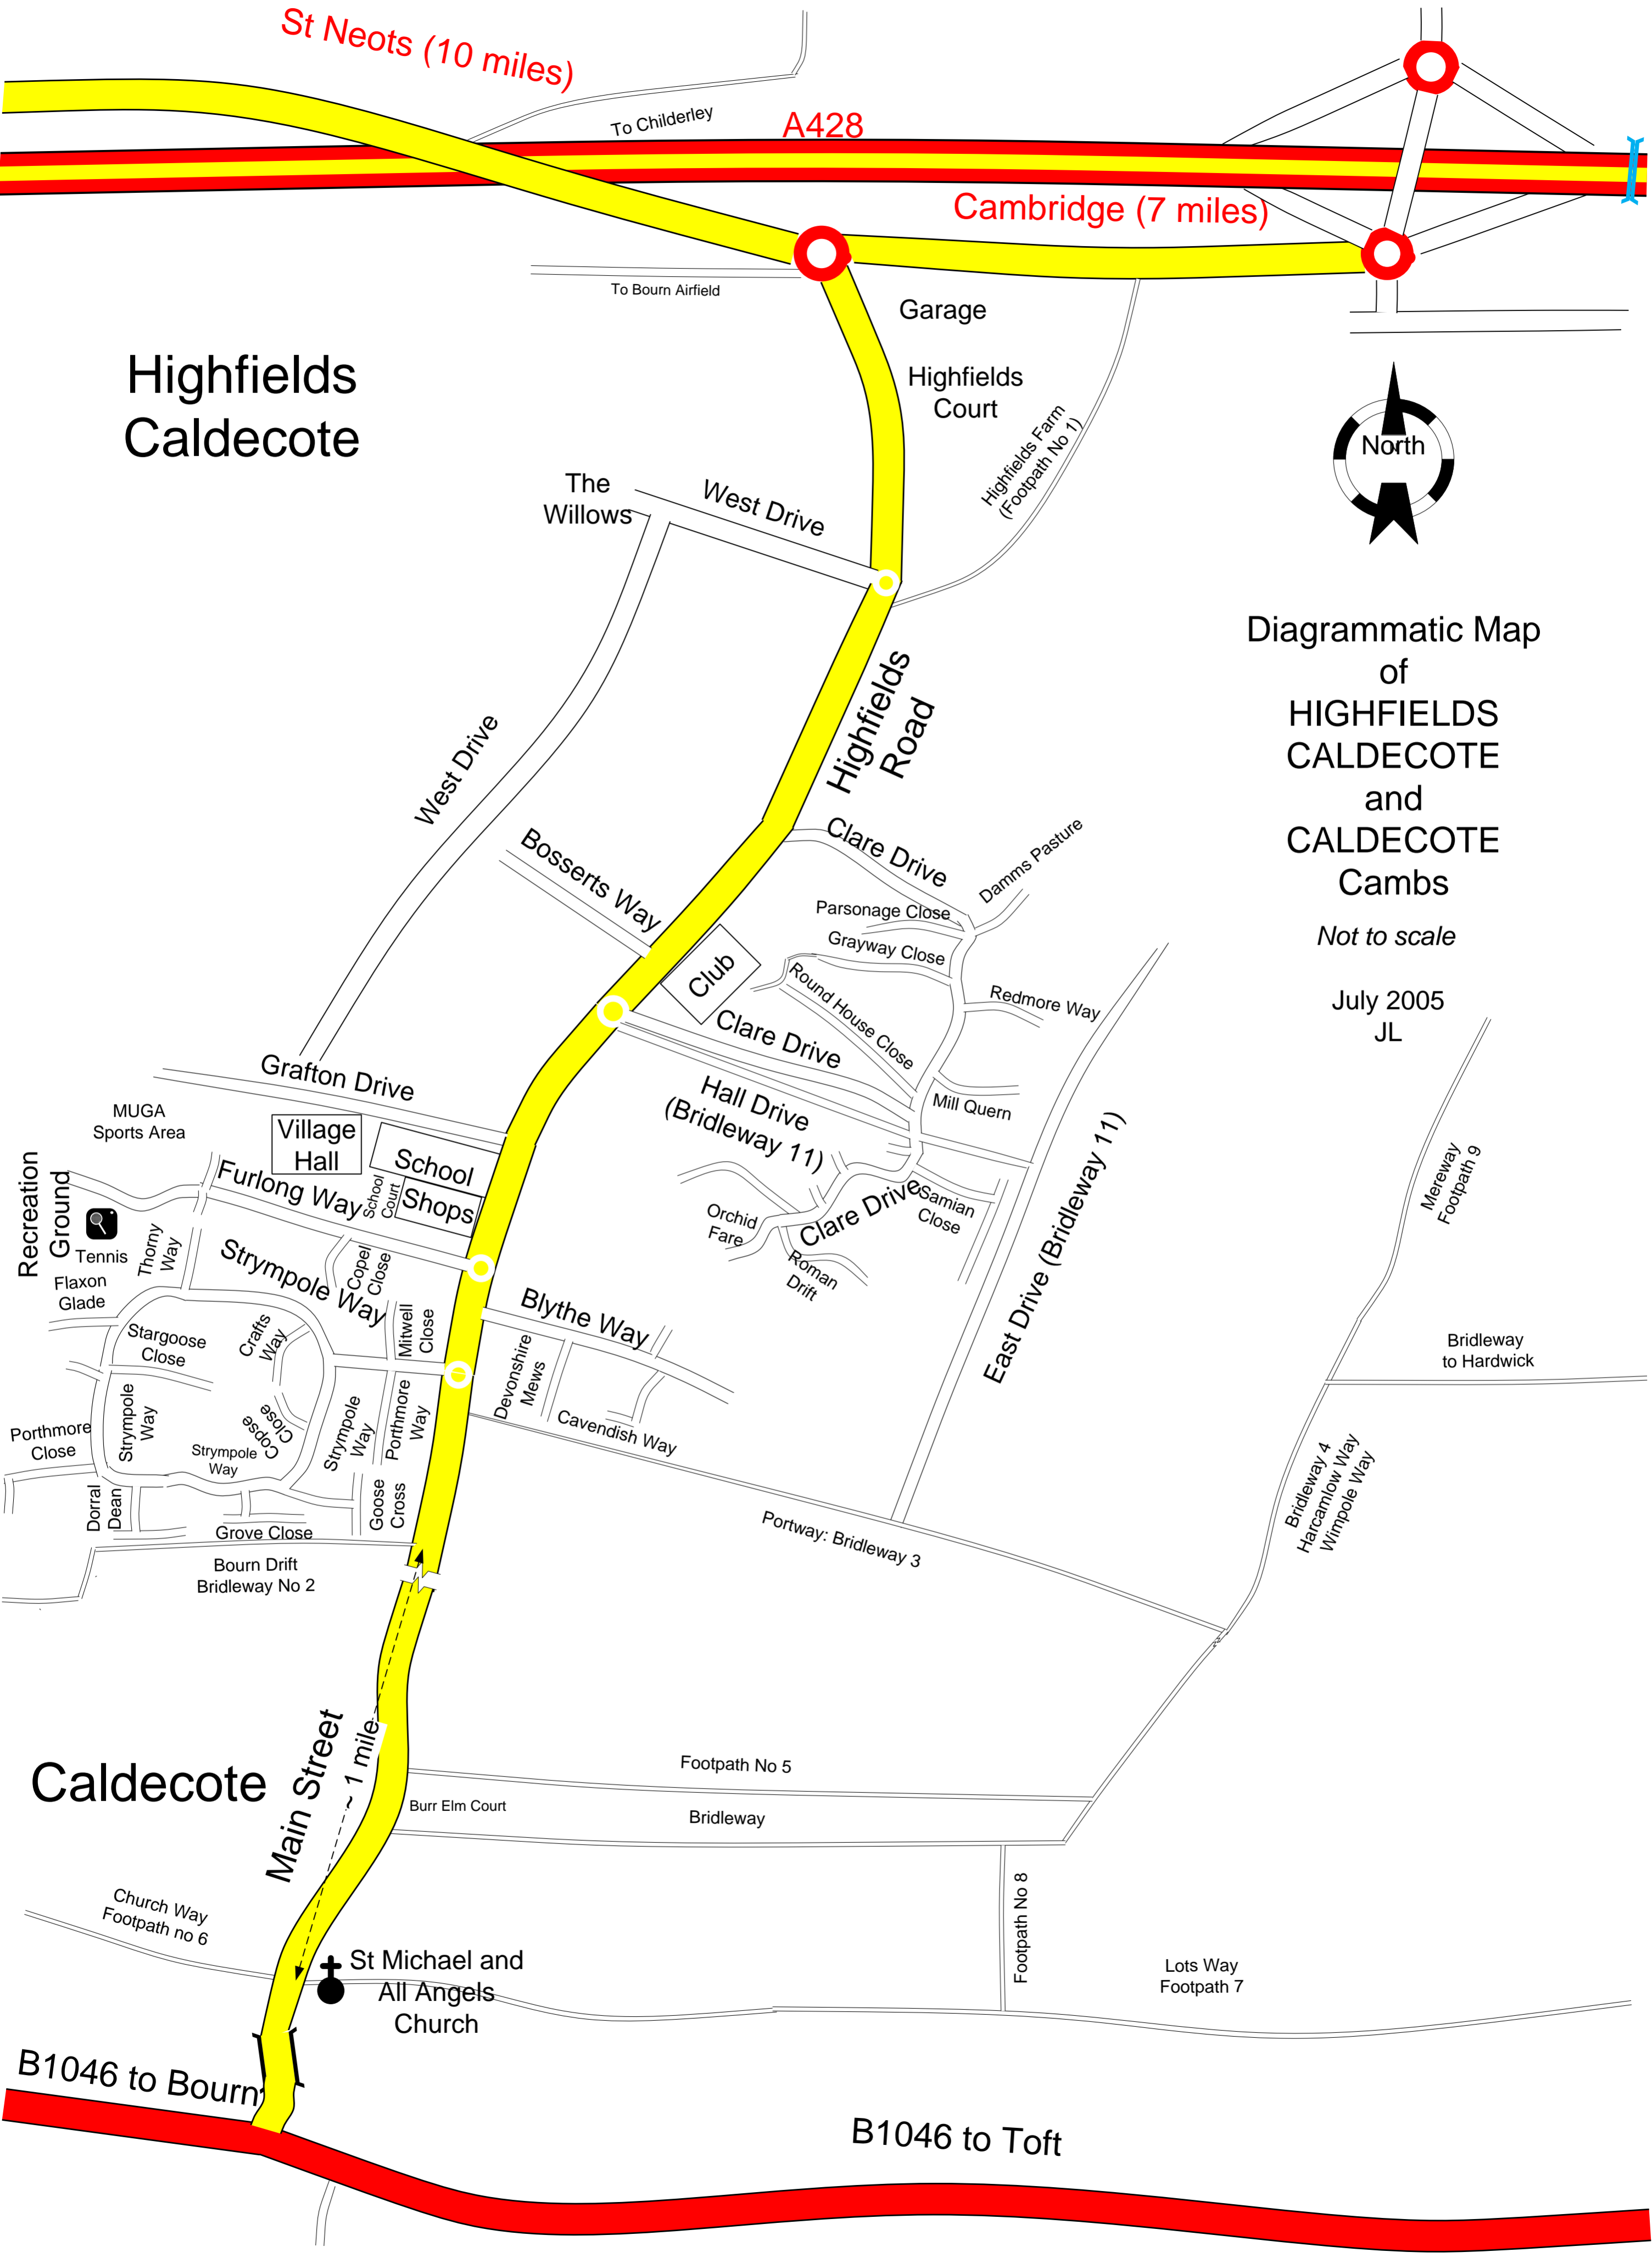 St Neots (10 miles)
To Childerley
A428
Cambridge (7 miles)
To Bourn Airfield
Garage
Highfields
Court
Highfields
Caldecote
Highfields Farm
(Footpath No 1)
North
N
The
Willows
West Drive
Diagrammatic Map
of
HIGHFIELDS
CALDECOTE
and
CALDECOTE
Cambs
Not to scale
July 2005
JL
Highfields
Road
West Drive
Bosserts Way
Clare Drive
Damms Pasture
Parsonage Close
Grayway Close
Club
Round House Close
Redmore Way
Clare Drive
Hall Drive
(Bridleway 11)
Mill Quern
Grafton Drive
MUGA
Sports Area
Village
Hall
School
School
Court
Shops
Furlong Way
Recreation
Ground
Tennis
Thorny
Way
Flaxon
Glade
Strympole Way
Copel
Close
Orchid
Fare
Clare Drive
Samian
Close
Roman
Drift
East Drive (Bridleway 11)
Mereway
Footpath 9
Bridleway
to Hardwick
Blythe Way
Mitwell
Close
Crafts
Way
Stargoose
Close
Devonshire
Mews
Cavendish Way
Strympole
Way
Porthmore
Close
Copse
Close
Strympole
Way
Strympole
Way
Porthmore
Way
Goose
Cross
Dorral
Dean
Grove Close
Bourn Drift
Bridleway No 2
Portway: Bridleway 3
Bridleway 4
Harcamlow Way
Wimpole Way
Caldecote
Main Street
~ 1 mile
Footpath No 5
Burr Elm Court
Bridleway
Church Way
Footpath no 6
St Michael and
All Angels
Church
Footpath No 8
Lots Way
Footpath 7
B1046 to Bourn
B1046 to Toft